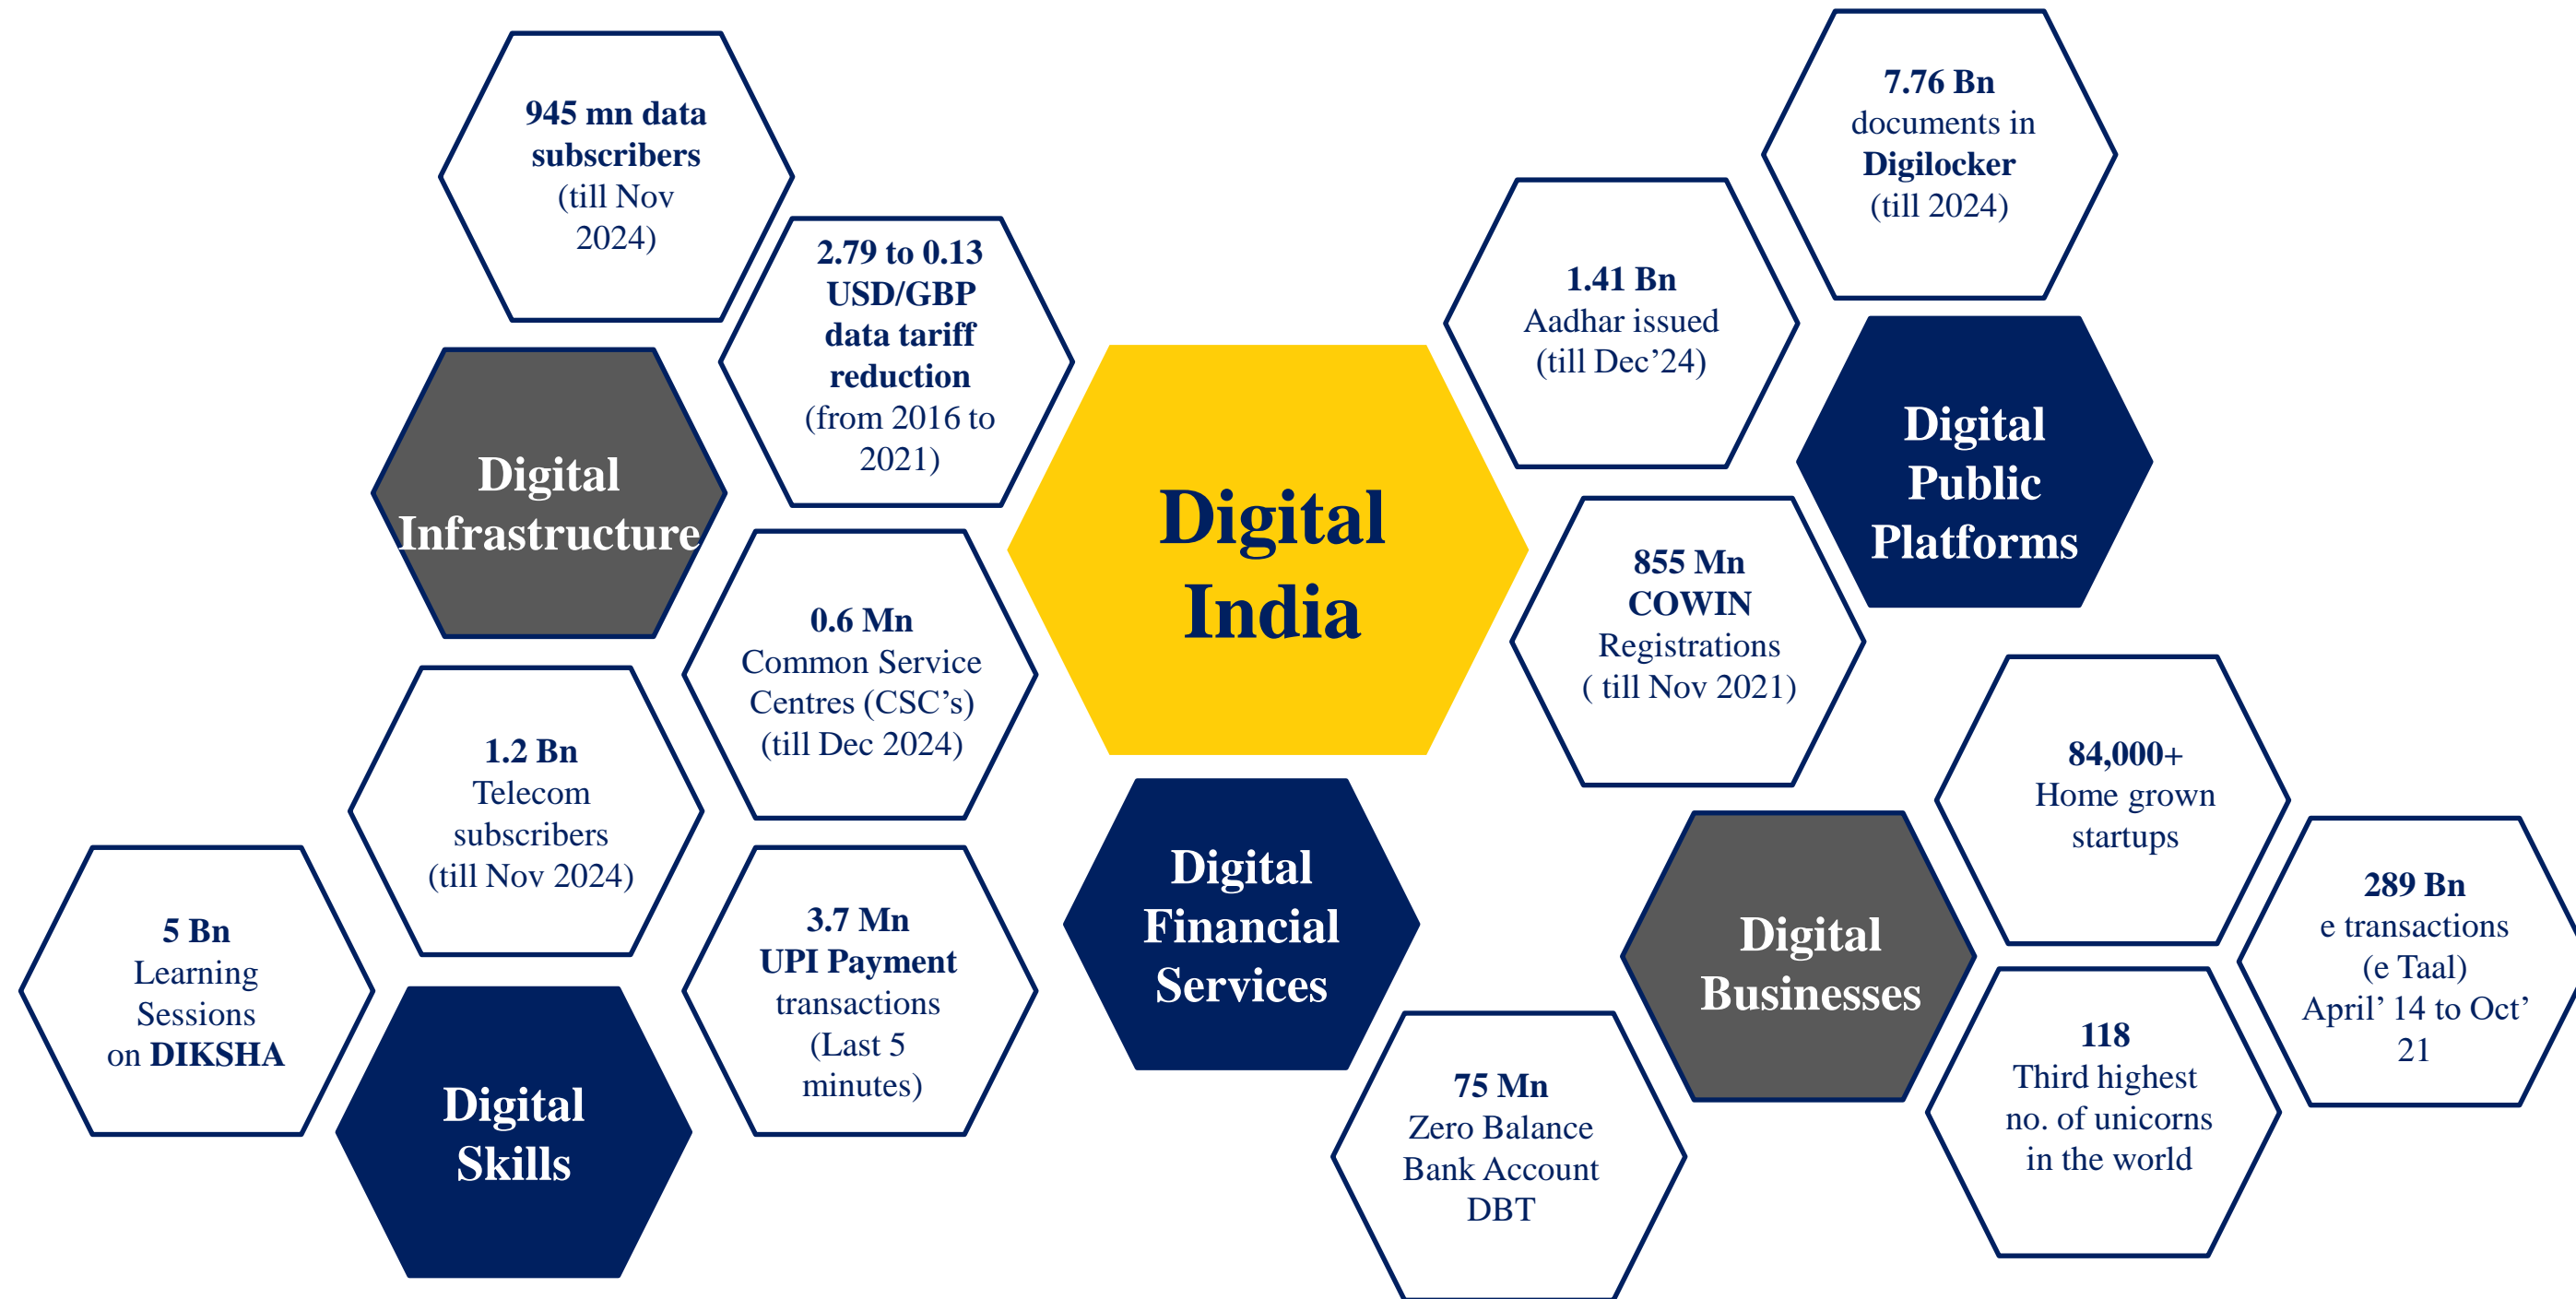 945 mn data
subscribers
(till Nov
2024)
2.79 to 0.13
USD/GBP
data tariff
reduction
(from 2016 to
2021)
Digital
Infrastructure
0.6 Mn
Common Service
Centres (CSC's)
(till Dec 2024)
1.2 Bn
Telecom
subscribers
(till Nov 2024)
5 Bn
Learning
Sessions
on DIKSHA
Digital
Skills
3.7 Mn
UPI Payment
transactions
(Last 5
minutes)
Digital
India
Digital
Financial
Services
75 Mn
Zero Balance
Bank Account
DBT
7.76 Bn
documents in
Digilocker
(till 2024)
1.41 Bn
Aadhar issued
(till Dec’24)
Digital
Public
Platforms
855 Mn
COWIN
Registrations
( till Nov 2021)
84,000+
Home grown
startups
Digital
Businesses
289 Bn
e transactions
(e Taal)
April’ 14 to Oct’
21
118
Third highest
no. of unicorns
in the world